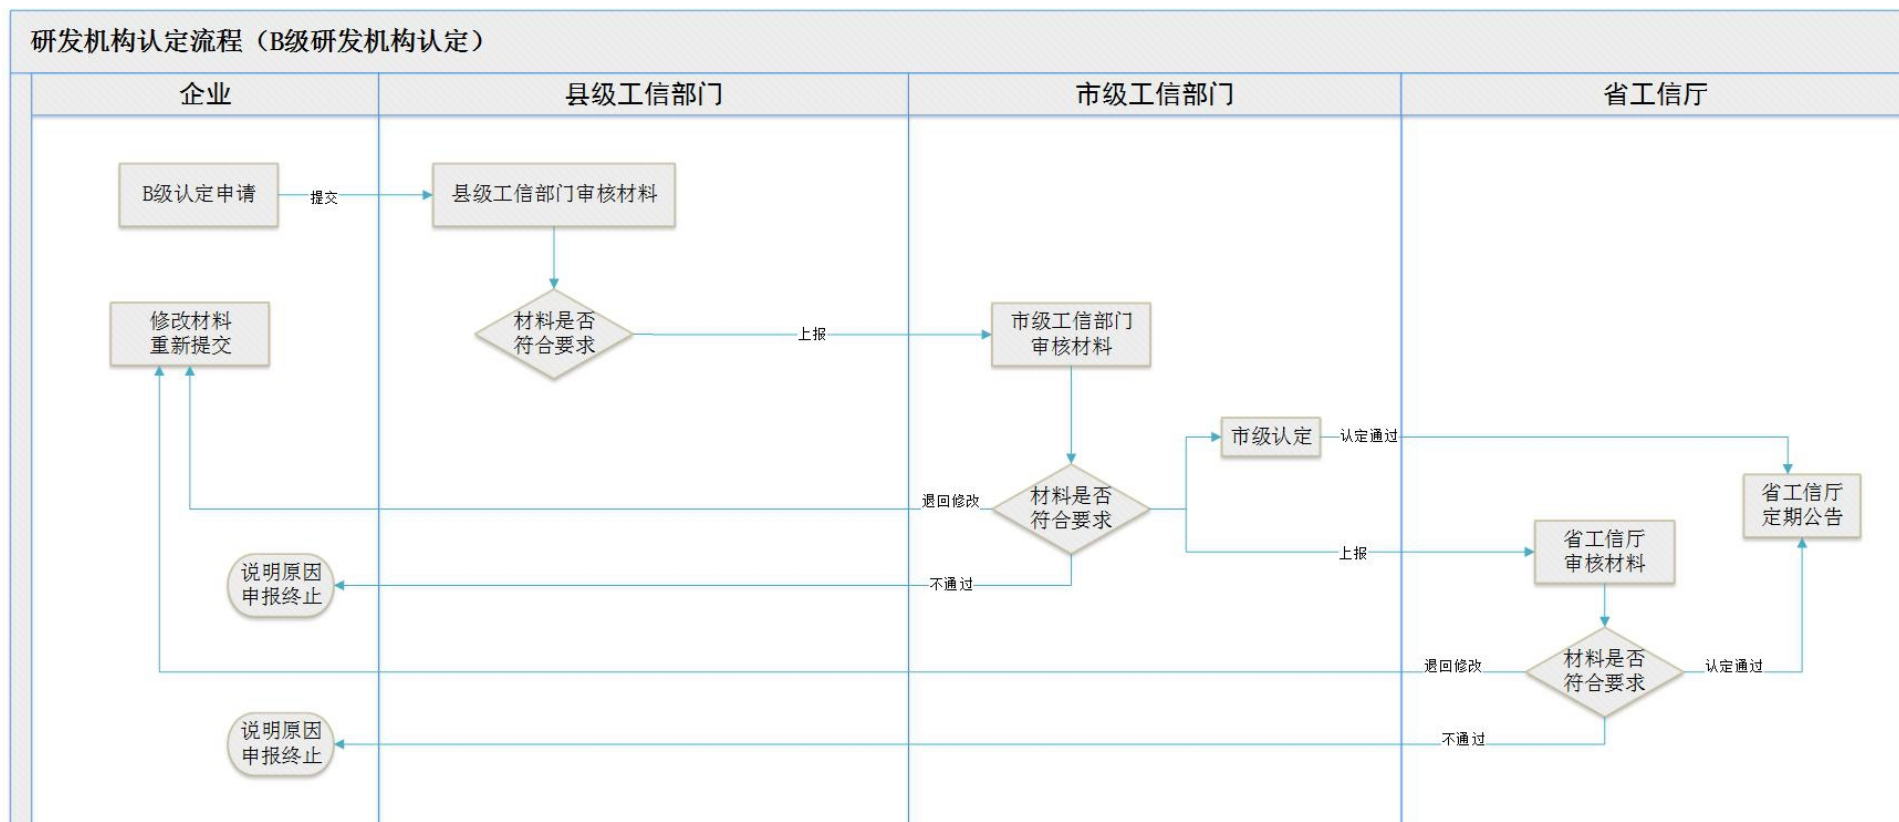 研发机构认定流程（B级研发机构认定）
企业
县级工信部门
市级工信部门
省工信厅
B级认定申请
提交
县级工信部门审核材料
修改材料
重新提交
材料是否
符合要求
上报
市级工信部门
审核材料
市级认定
认定通过
退回修改
材料是否
符合要求
省工信厅
定期公告
上报
省工信厅
审核材料
说明原因
申报终止
不通过
退回修改
材料是否
符合要求
认定通过
说明原因
申报终止
不通过